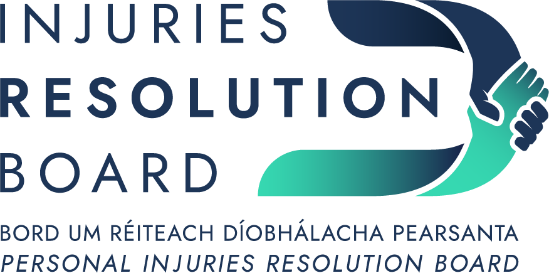 INJURIES
RESOLUTION
BOARD
BORD UM RÉITEACH DÍOBHÁLACHA PEARSANTA
PERSONAL INJURIES RESOLUTION BOARD